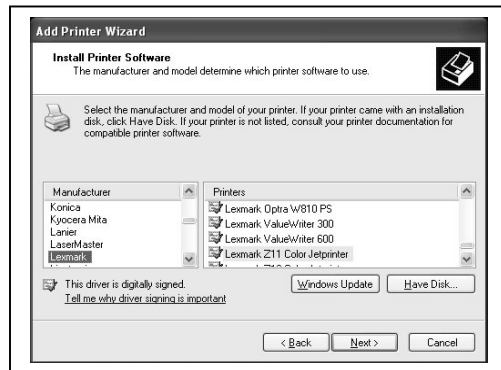 Add Printer Wizard
Install Printer Software
The manufacturer and model determine which printer software to use.
Select the manufacturer and model of your printer. If your printer came with an installation
disk, click Have Disk. If your printer is not listed, consult your printer documentation for
compatible printer software.
Manufacturer
Konica
Kyocera Mita
Lanier
LaserMaster
Lexmark
Printers
Lexmark Optra W810 PS
Lexmark ValueWriter 300
Lexmark ValueWriter 600
Lexmark Z11 Color Jetprinter
This driver is digitally signed.
Tell me why driver signing is important
Windows Update
Have Disk...
< Back
Next >
Cancel